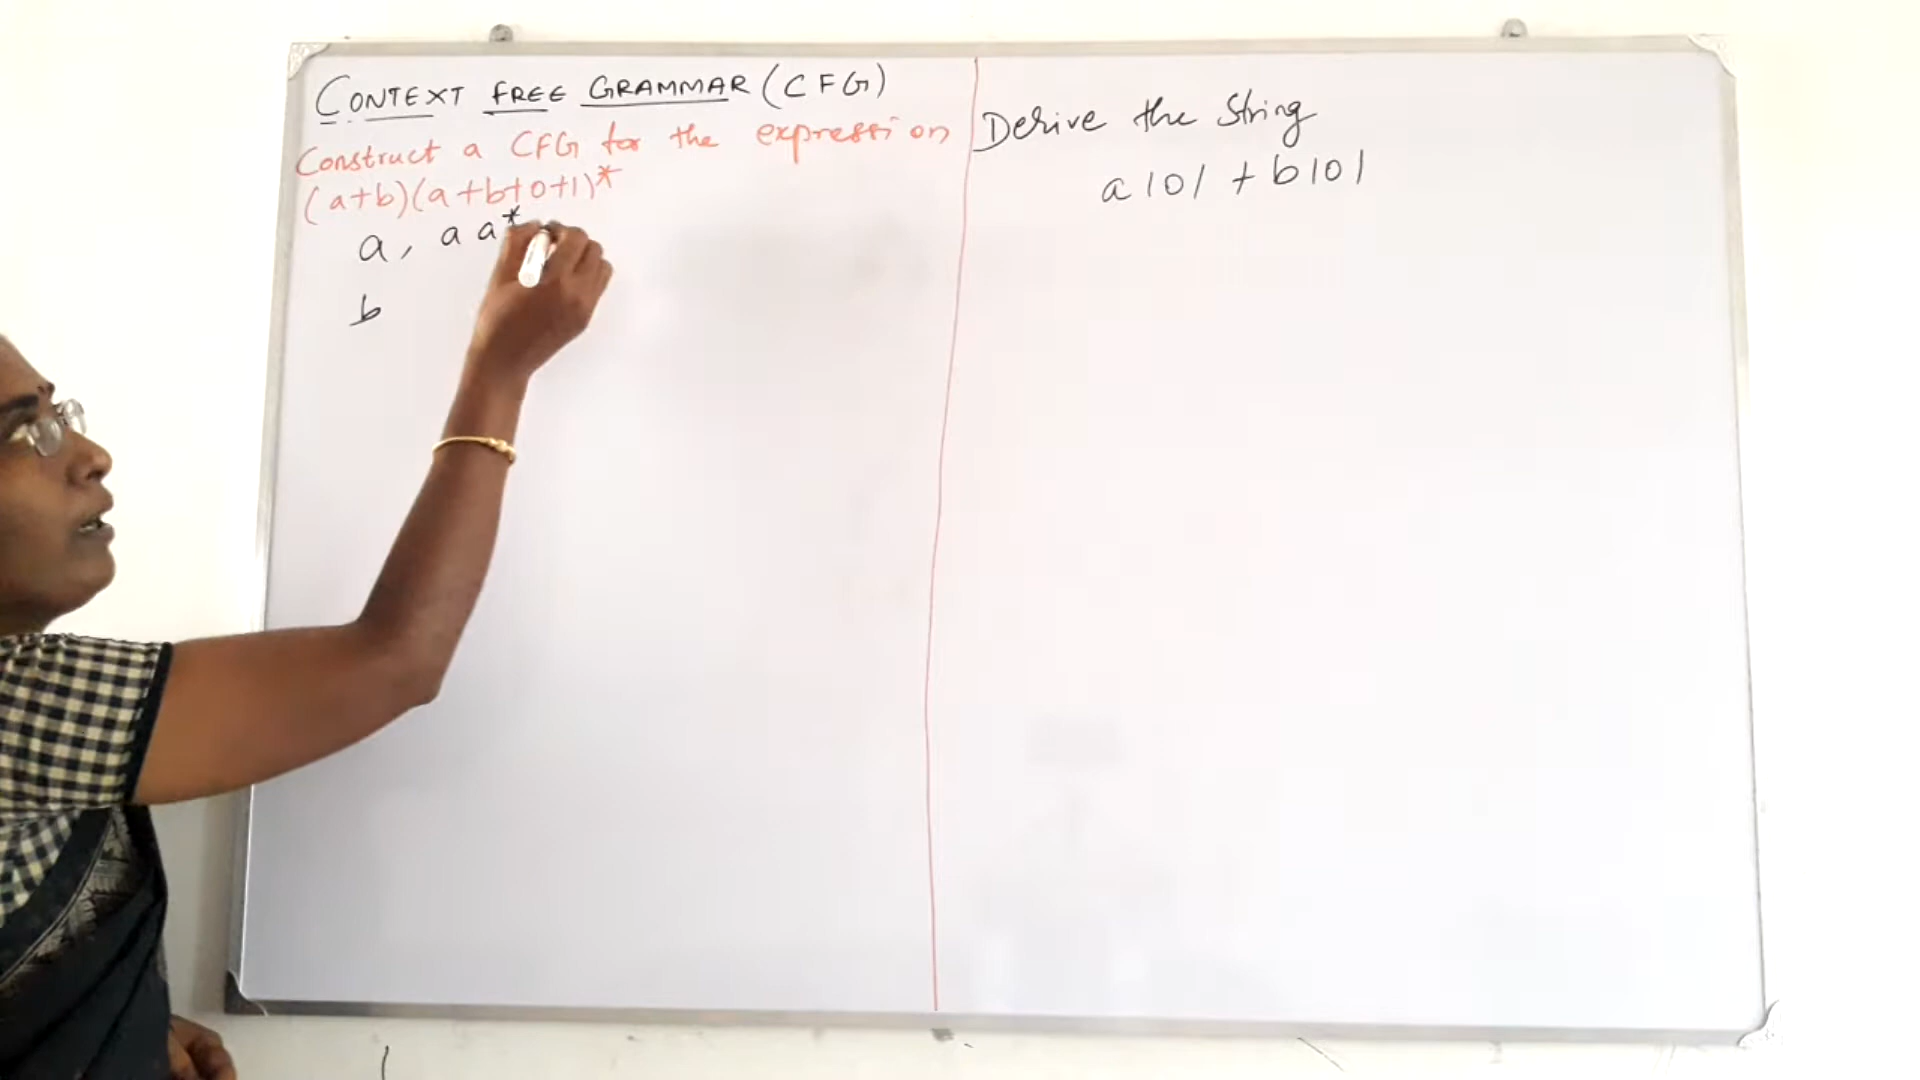 CONTEXT FREE GRAMMAR (CFG)
Construct a CFG for the expression
(a+b)(a+b+0+1)*
a, aa*
b
Derive the String
a101 + b101